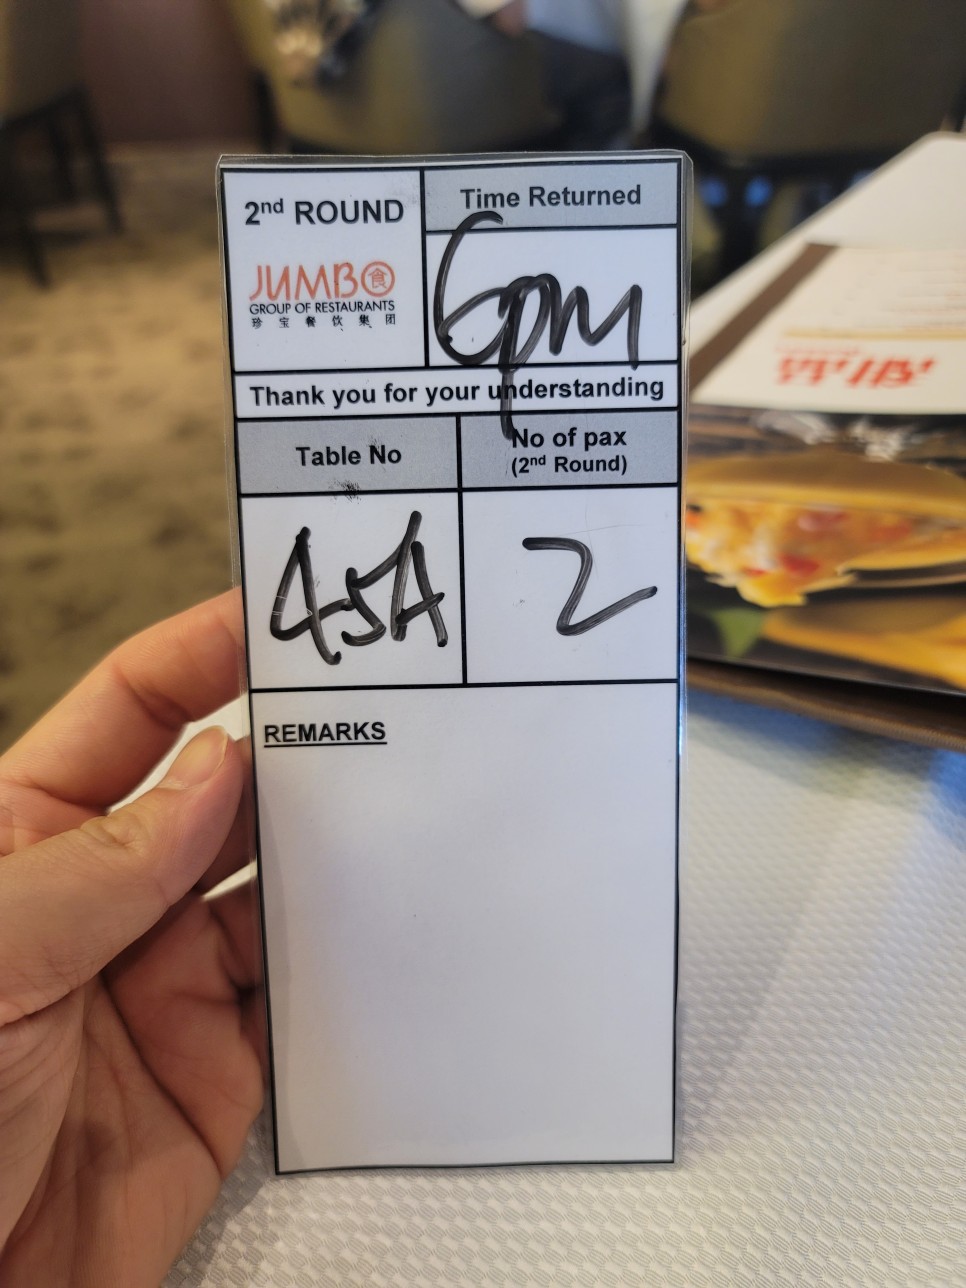 2nd ROUND
JUMBO
食
GROUP OF RESTAURANTS
珍宝餐饮集团
Time Returned
6pm
Thank you for your understanding
Table No
45A
No of pax
(2nd Round)
2
REMARKS